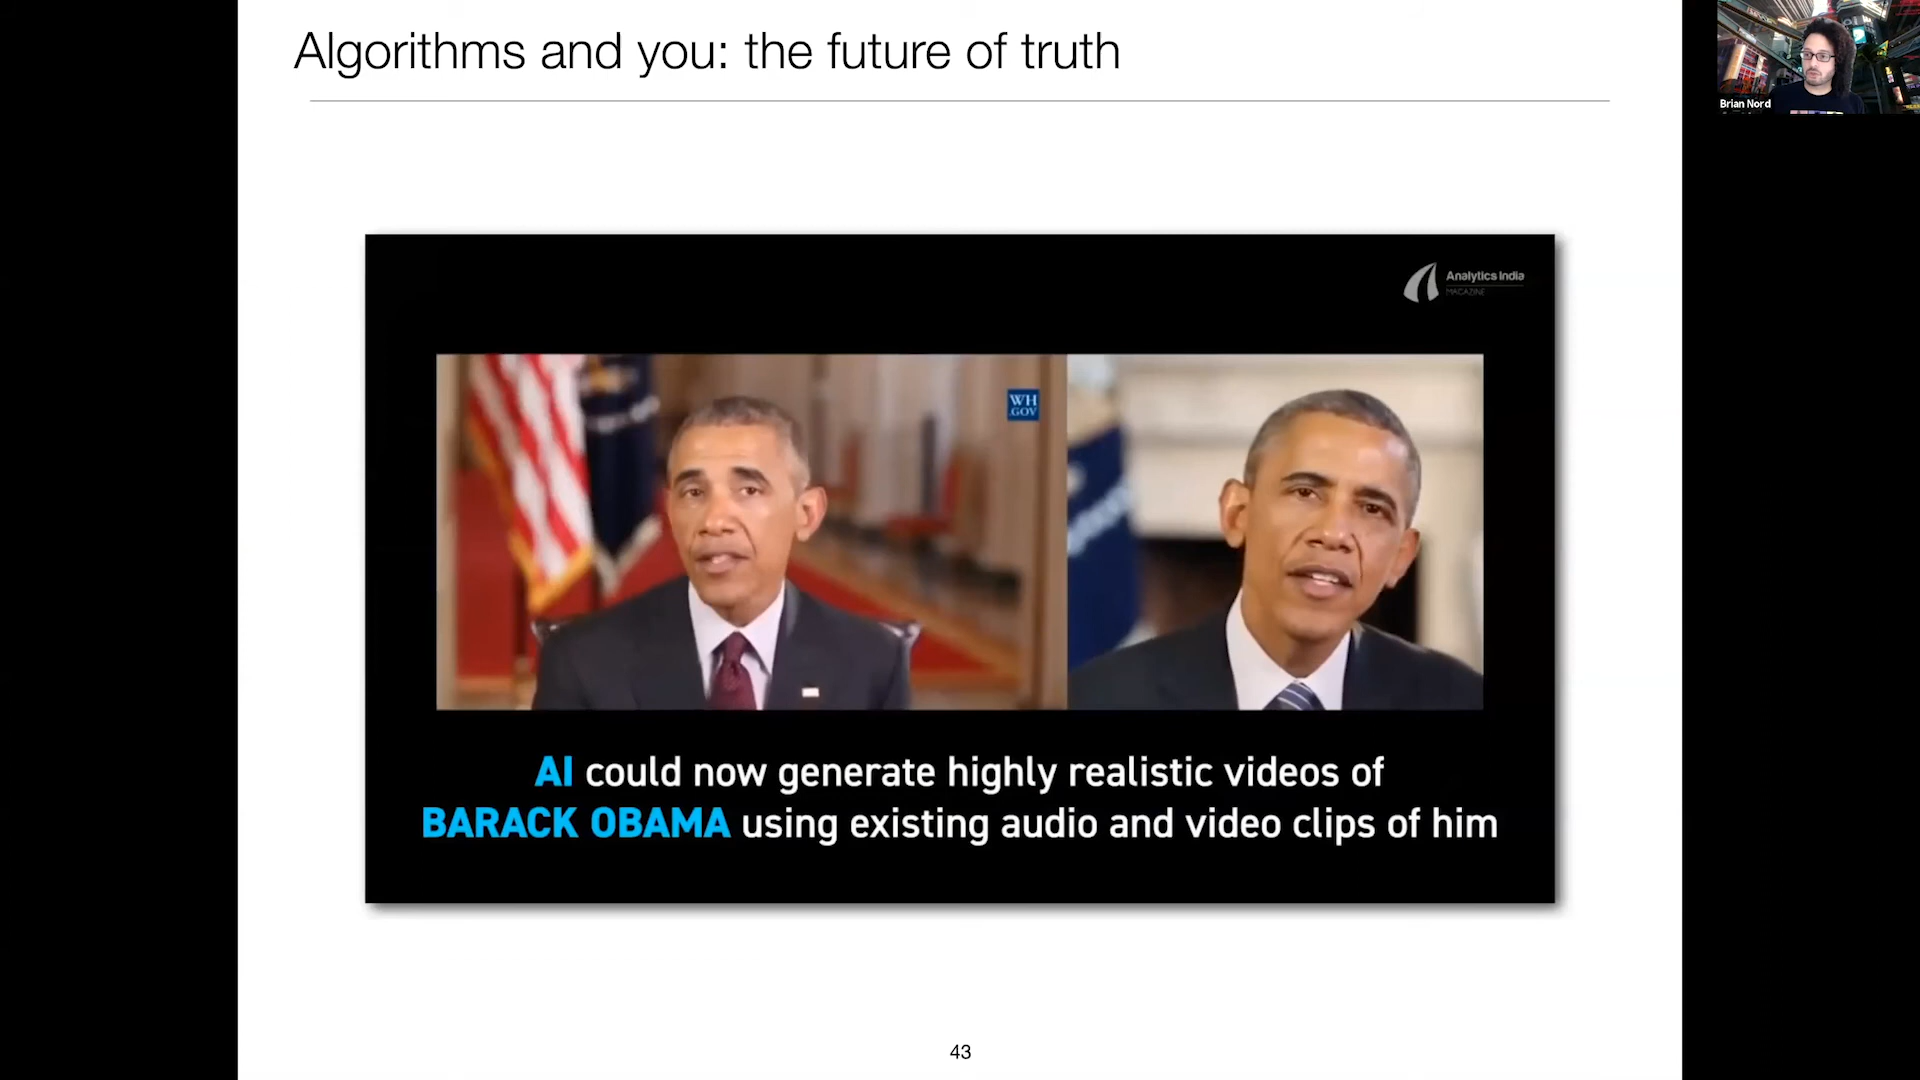 Algorithms and you: the future of truth
Brian Nord
Analytics India
MAGAZINE
WH
.GOV
AI could now generate highly realistic videos of
BARACK OBAMA using existing audio and video clips of him
43